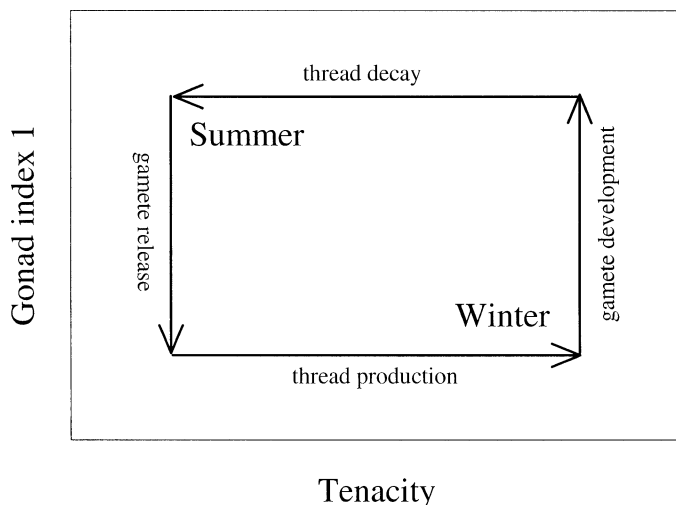 thread decay
Summer
gamete release
Gonad index 1
gamete development
Winter
thread production
Tenacity